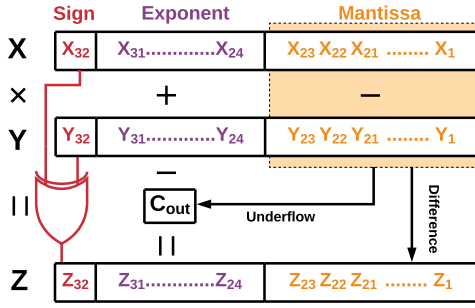 Sign Exponent Mantissa
X X32 X31..............X24 X23 X22 X21 ........ X1
× + −
Y Y32 Y31..............Y24 Y23 Y22 Y21 ........ Y1
−
= Cout Underflow Difference
=
Z Z32 Z31..............Z24 Z23 Z22 Z21 ........ Z1